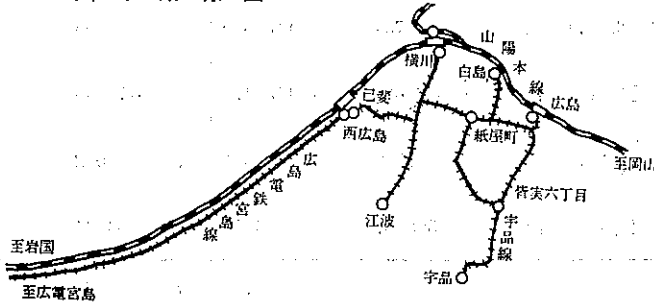 山陽本線
横川
白島
広島
己斐
西広島
紙屋町
至岡山
皆実六丁目
江波
宇品線
宇品
広島電鉄宮島線
至岩国
至広電宮島